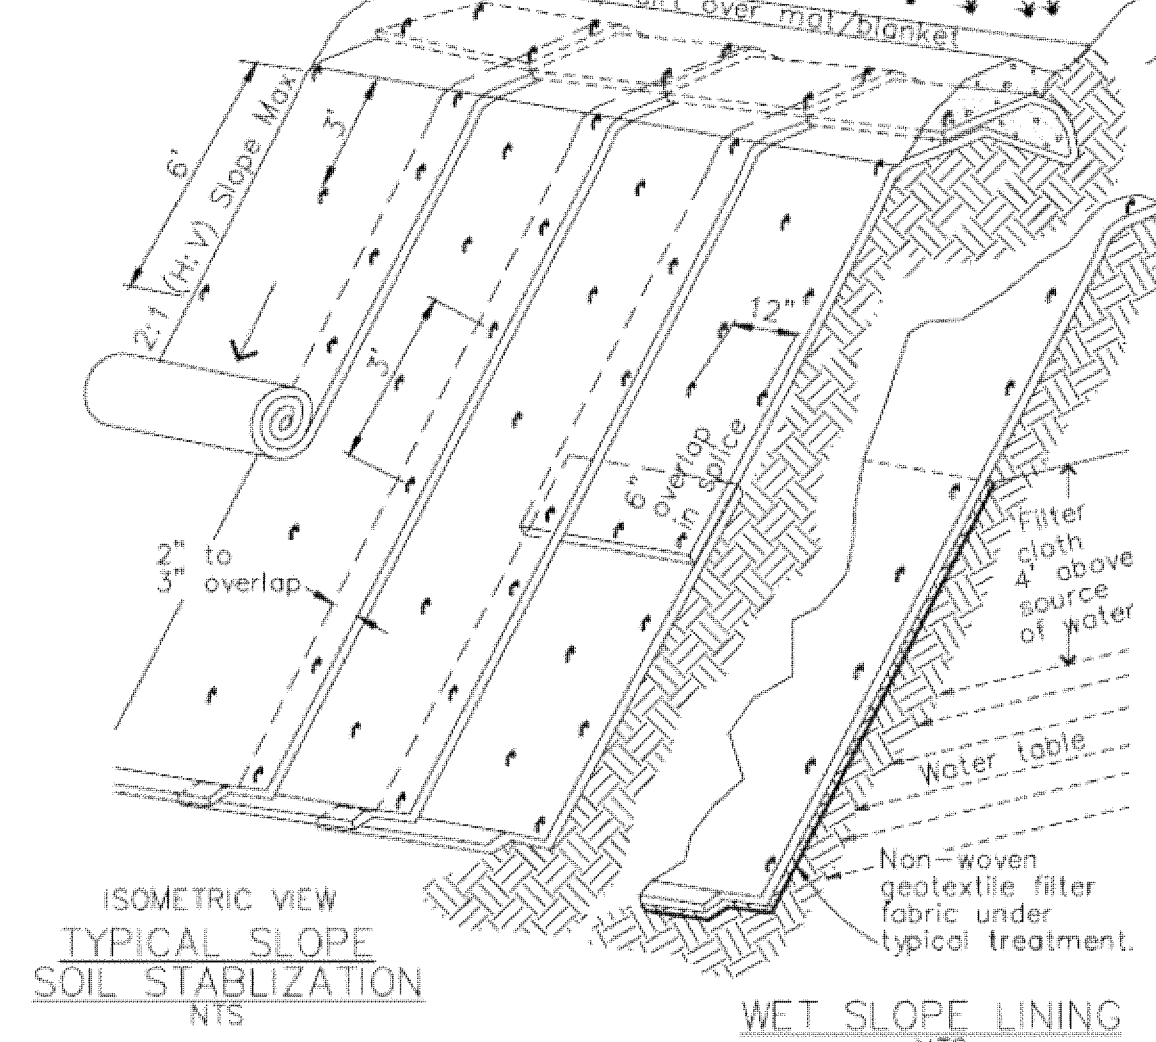 over mat/blanket
6'
2:1 (H:V) Slope Max.
3'
3'
12"
6"
overlap
in splice
2" to
3" overlap
Filter
cloth
4' above
source
of water
Water table
Non-woven
geotextile filter
fabric under
typical treatment.
ISOMETRIC VIEW
TYPICAL SLOPE
SOIL STABLIZATION
NTS
WET SLOPE LINING